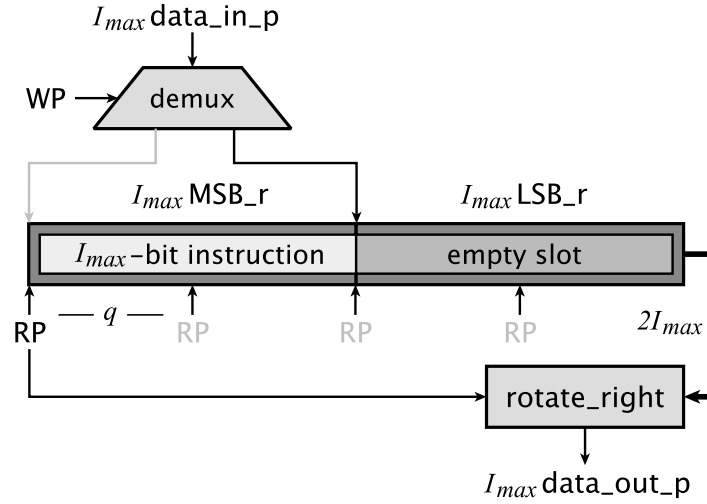 I_max data_in_p
WP
demux
I_max MSB_r
I_max LSB_r
I_max-bit instruction
empty slot
RP
q
RP
RP
RP
2I_max
rotate_right
I_max data_out_p